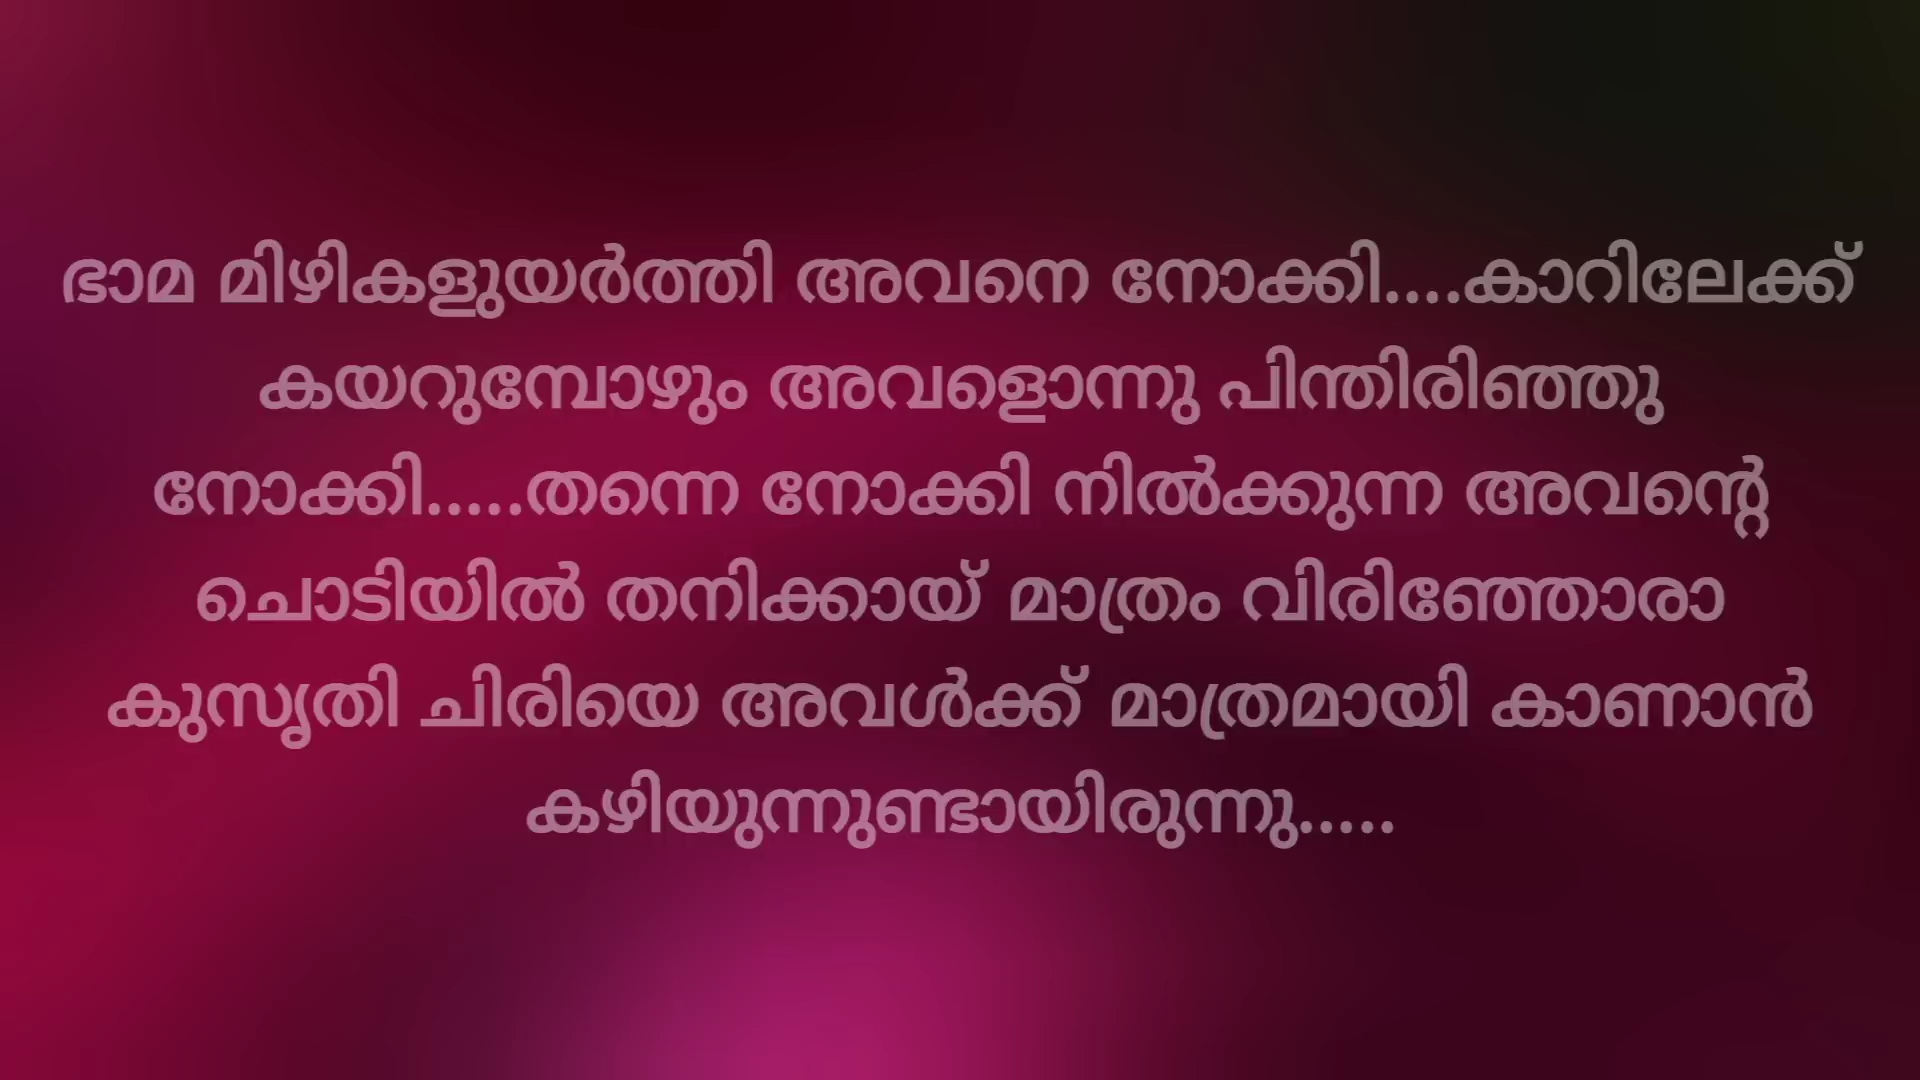 ഭാമ മിഴികളുയർത്തി അവനെ നോക്കി....കാറിലേക്ക്
കയറുമ്പോഴും അവളൊന്നു പിന്തിരിഞ്ഞു
നോക്കി.....തന്നെ നോക്കി നിൽക്കുന്ന അവന്റെ
ചൊടിയിൽ തനിക്കായ് മാത്രം വിരിഞ്ഞോരാ
കുസൃതി ചിരിയെ അവൾക്ക് മാത്രമായി കാണാൻ
കഴിയുന്നുണ്ടായിരുന്നു.....